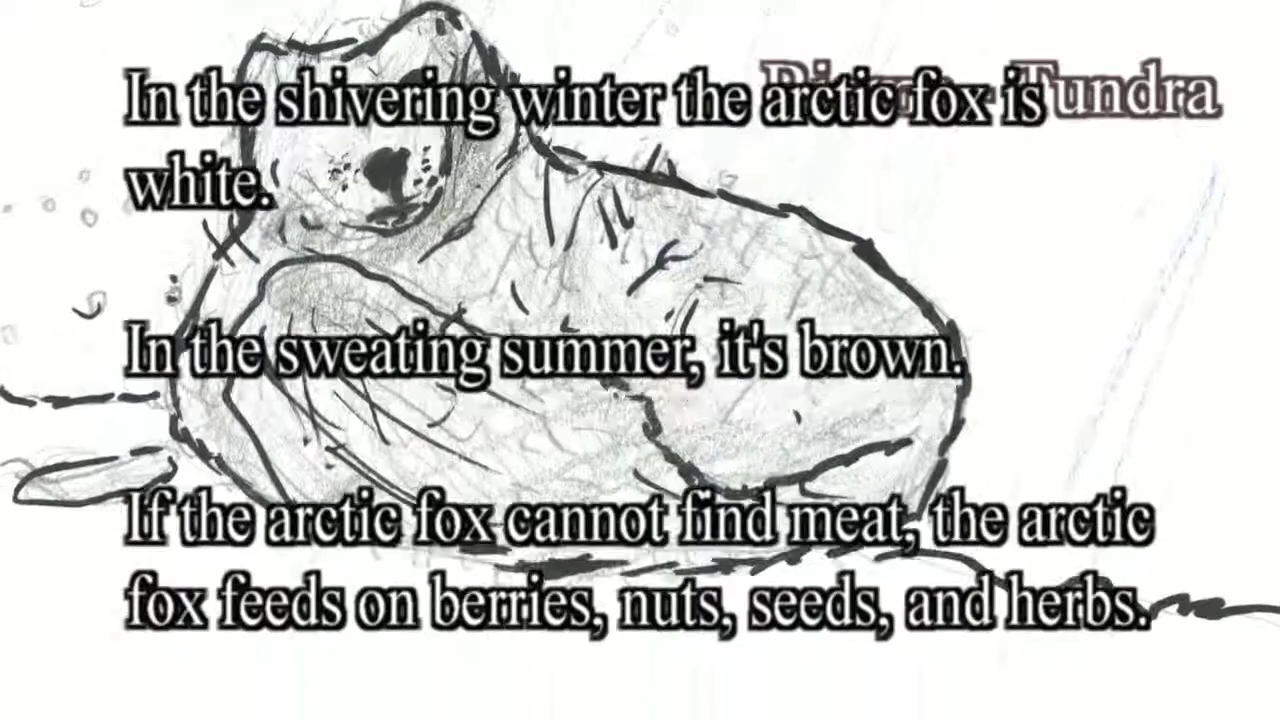 In the shivering winter the arctic fox is
Tundra
white.
In the sweating summer, it's brown.
If the arctic fox cannot find meat, the arctic
fox feeds on berries, nuts, seeds, and herbs.